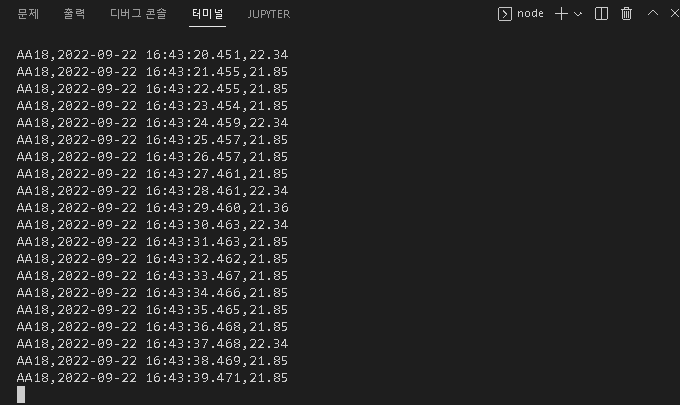 문제 출력 디버그 콘솔 터미널 JUPYTER node
AA18,2022-09-22 16:43:20.451,22.34
AA18,2022-09-22 16:43:21.455,21.85
AA18,2022-09-22 16:43:22.455,21.85
AA18,2022-09-22 16:43:23.454,21.85
AA18,2022-09-22 16:43:24.459,22.34
AA18,2022-09-22 16:43:25.457,21.85
AA18,2022-09-22 16:43:26.457,21.85
AA18,2022-09-22 16:43:27.461,21.85
AA18,2022-09-22 16:43:28.461,22.34
AA18,2022-09-22 16:43:29.460,21.36
AA18,2022-09-22 16:43:30.463,22.34
AA18,2022-09-22 16:43:31.463,21.85
AA18,2022-09-22 16:43:32.462,21.85
AA18,2022-09-22 16:43:33.467,21.85
AA18,2022-09-22 16:43:34.466,21.85
AA18,2022-09-22 16:43:35.465,21.85
AA18,2022-09-22 16:43:36.468,21.85
AA18,2022-09-22 16:43:37.468,22.34
AA18,2022-09-22 16:43:38.469,21.85
AA18,2022-09-22 16:43:39.471,21.85